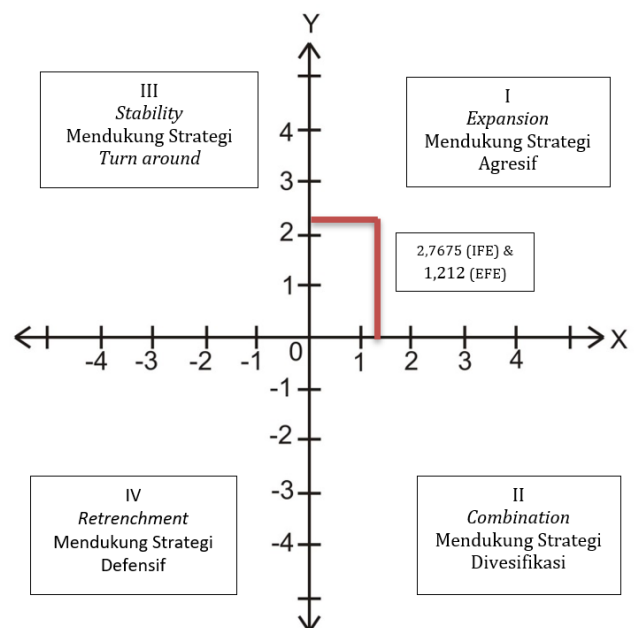 Y
III
Stability
Mendukung Strategi
Turn around
I
Expansion
Mendukung Strategi
Agresif
4
3
2
1
2,7675 (IFE) &
1,212 (EFE)
X
-4 -3 -2 -1 0 1 2 3 4
-1
-2
-3
-4
IV
Retrenchment
Mendukung Strategi
Defensif
II
Combination
Mendukung Strategi
Divesifikasi